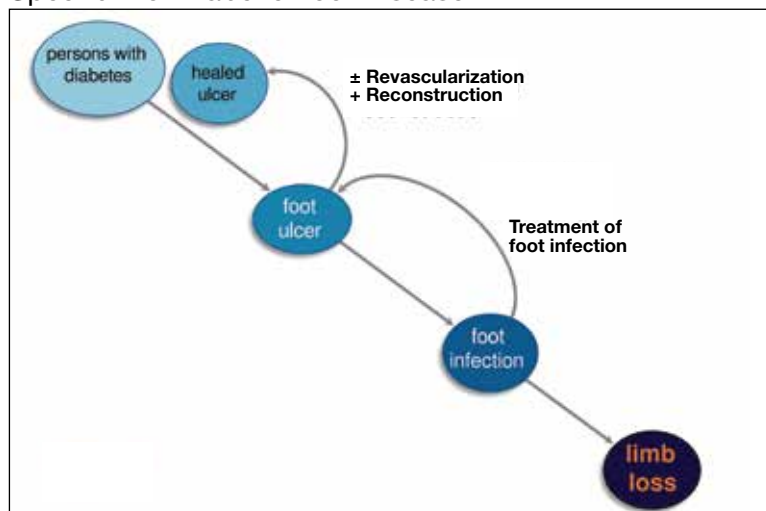 persons with
diabetes
healed
ulcer
± Revascularization
+ Reconstruction
foot
ulcer
Treatment of
foot infection
foot
infection
limb
loss